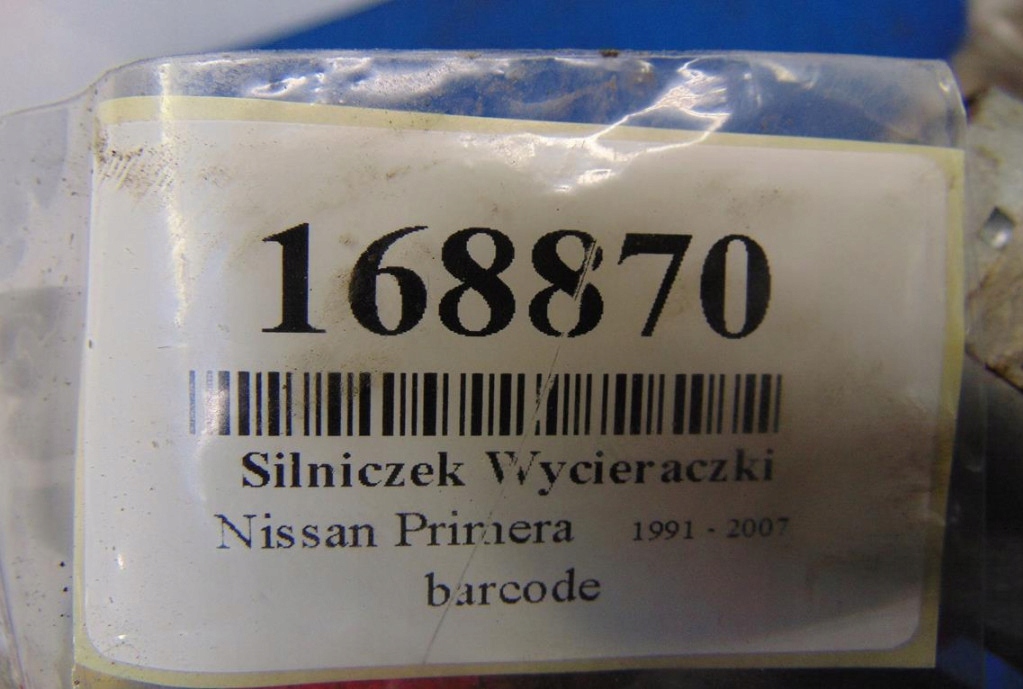 168870
Silniczek Wycieraczki
Nissan Primera 1991 - 2007
barcode